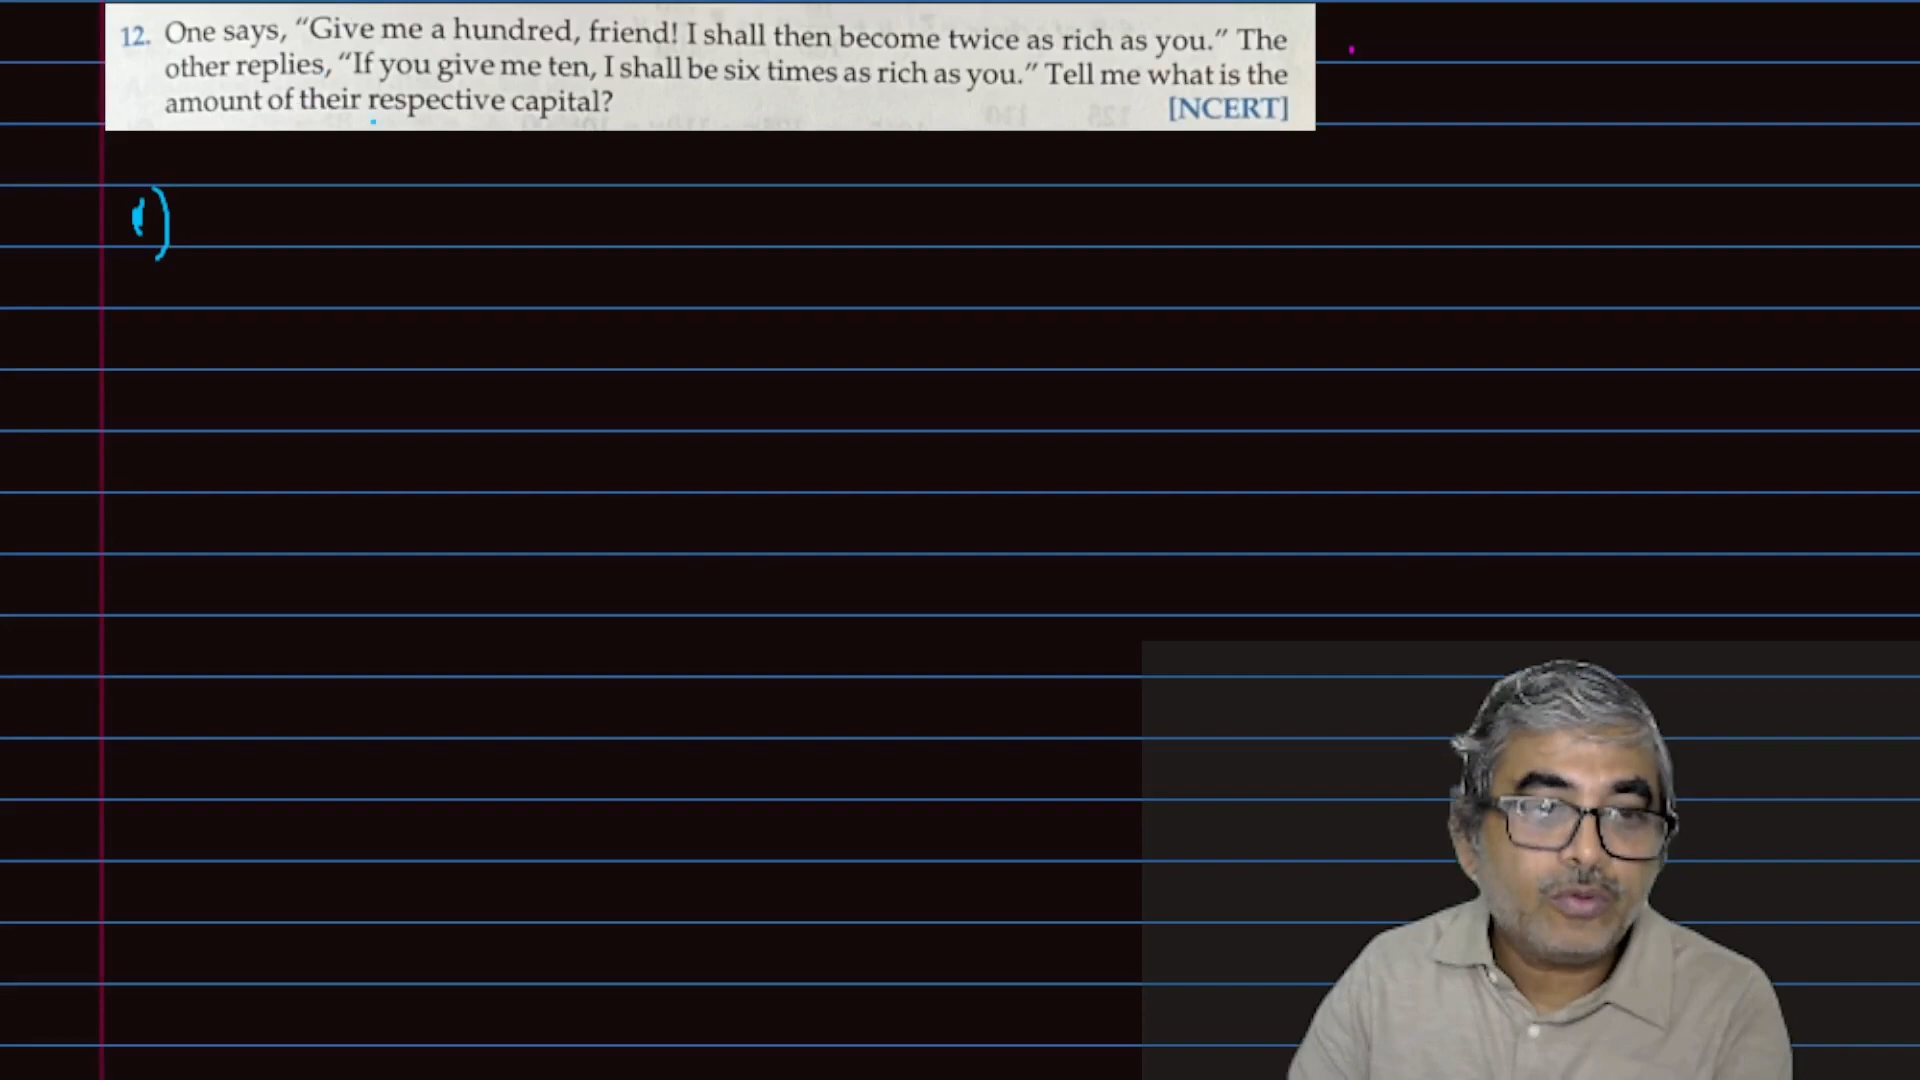 12. One says, “Give me a hundred, friend! I shall then become twice as rich as you.” The
other replies, “If you give me ten, I shall be six times as rich as you.” Tell me what is the
amount of their respective capital? [NCERT]